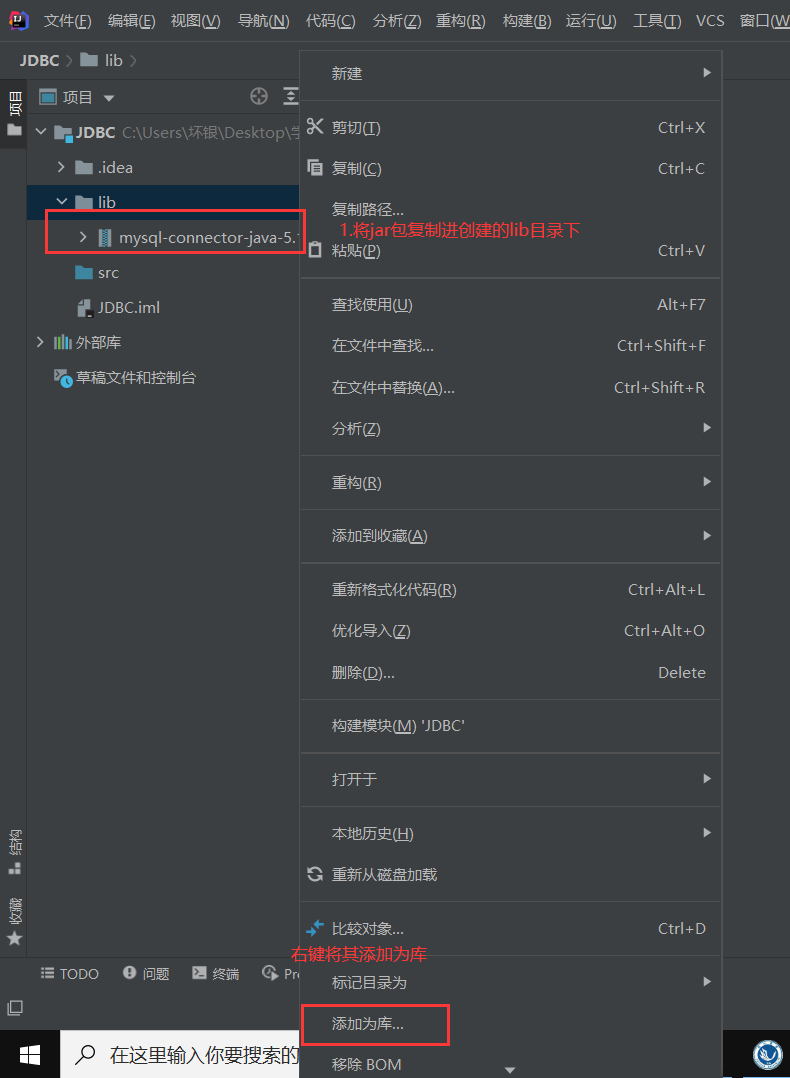 文件(F) 编辑(E) 视图(V) 导航(N) 代码(C) 分析(Z) 重构(R) 构建(B) 运行(U) 工具(T) VCS 窗口(W
JDBC lib
项目
项目
JDBC C:\Users\坏银\Desktop\学
.idea
lib
mysql-connector-java-5.1
src
JDBC.iml
外部库
草稿文件和控制台
新建
剪切(T) Ctrl+X
复制(C) Ctrl+C
复制路径...
1.将jar包复制进创建的lib目录下
粘贴(P) Ctrl+V
查找使用(U) Alt+F7
在文件中查找... Ctrl+Shift+F
在文件中替换(A)... Ctrl+Shift+R
分析(Z)
重构(R)
添加到收藏(A)
重新格式化代码(R) Ctrl+Alt+L
优化导入(Z) Ctrl+Alt+O
删除(D)... Delete
构建模块(M) 'JDBC'
打开于
本地历史(H)
重新从磁盘加载
比较对象... Ctrl+D
右键将其添加为库
标记目录为
添加为库...
移除 BOM
结构
收藏
TODO 问题 终端 Pr
在这里输入你要搜索的